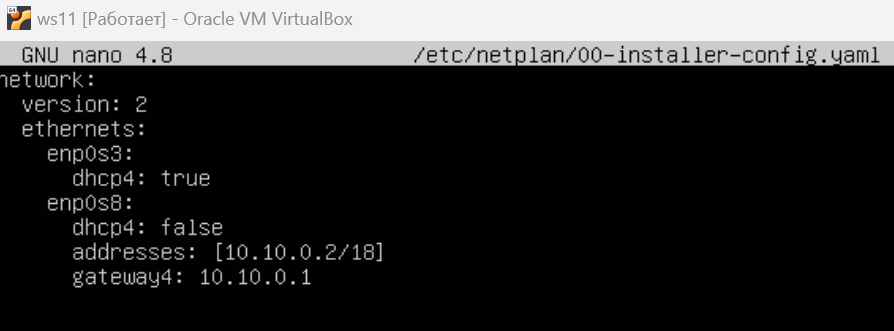 ws11 [Работает] - Oracle VM VirtualBox
GNU nano 4.8 /etc/netplan/00-installer-config.yaml
network:
  version: 2
  ethernets:
    enp0s3:
      dhcp4: true
    enp0s8:
      dhcp4: false
      addresses: [10.10.0.2/18]
      gateway4: 10.10.0.1